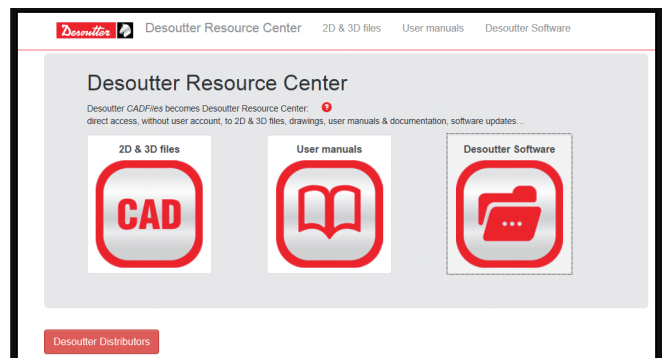 Desoutter Desoutter Resource Center 2D & 3D files User manuals Desoutter Software
Desoutter Resource Center
Desoutter CADFiles becomes Desoutter Resource Center: ?
direct access, without user account, to 2D & 3D files, drawings, user manuals & documentation, software updates…
2D & 3D files
CAD
User manuals
Desoutter Software
Desoutter Distributors